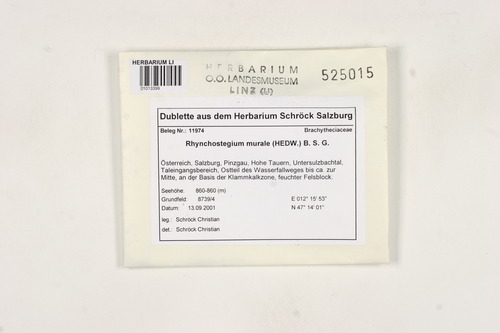 HERBARIUM LI
01013399
HERBARIUM
O.O. LANDESMUSEUM
LINZ (U)
525015
Dublette aus dem Herbarium Schröck Salzburg
Beleg Nr.: 11974 Brachytheciaceae
Rhynchostegium murale (HEDW.) B. S. G.
Österreich, Salzburg, Pinzgau, Hohe Tauern, Untersulzbachtal,
Taleingangsbereich, Ostteil des Wasserfallweges bis ca. zur
Mitte, an der Basis der Klammkalkzone, feuchter Felsblock.
Seehöhe: 860-860 (m)
Grundfeld: 8739/4 E 012° 15' 53"
Datum: 13.09.2001 N 47° 14' 01"
leg.: Schröck Christian
det.: Schröck Christian